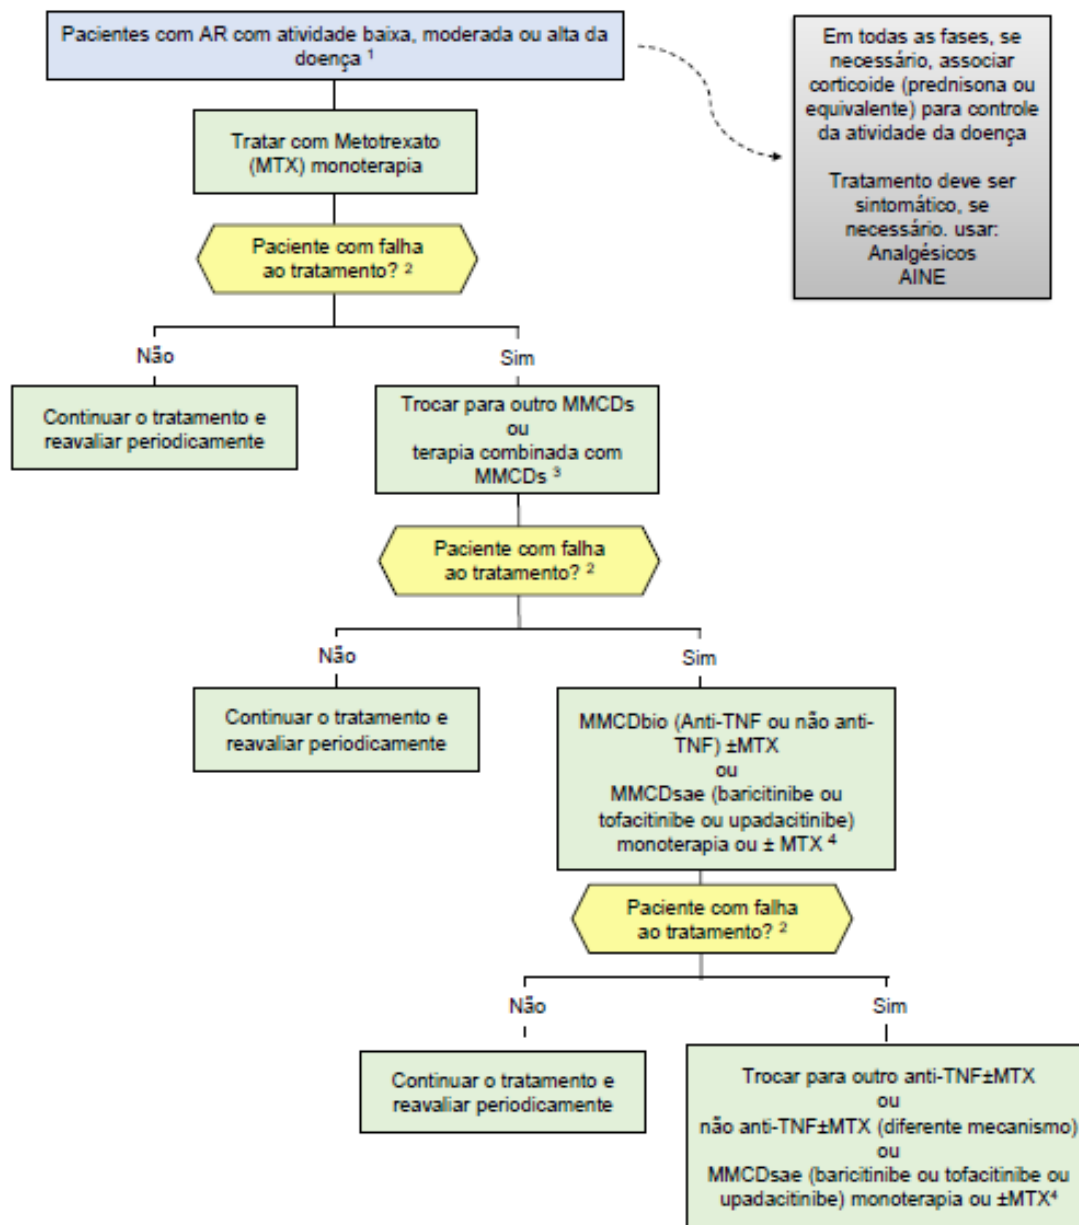 Pacientes com AR com atividade baixa, moderada ou alta da
doença ¹
Em todas as fases, se
necessário, associar
corticoide (prednisona ou
equivalente) para controle
da atividade da doença
Tratamento deve ser
sintomático, se
necessário. usar:
Analgésicos
AINE
Tratar com Metotrexato
(MTX) monoterapia
Paciente com falha
ao tratamento? ²
Não
Sim
Continuar o tratamento e
reavaliar periodicamente
Trocar para outro MMCDs
ou
terapia combinada com
MMCDs ³
Paciente com falha
ao tratamento? ²
Não
Sim
Continuar o tratamento e
reavaliar periodicamente
MMCDbio (Anti-TNF ou não anti-
TNF) ±MTX
ou
MMCDsae (baricitinibe ou
tofacitinibe ou upadacitinibe)
monoterapia ou ± MTX ⁴
Paciente com falha
ao tratamento? ²
Não
Sim
Continuar o tratamento e
reavaliar periodicamente
Trocar para outro anti-TNF±MTX
ou
não anti-TNF±MTX (diferente mecanismo)
ou
MMCDsae (baricitinibe ou tofacitinibe ou
upadacitinibe) monoterapia ou ±MTX⁴